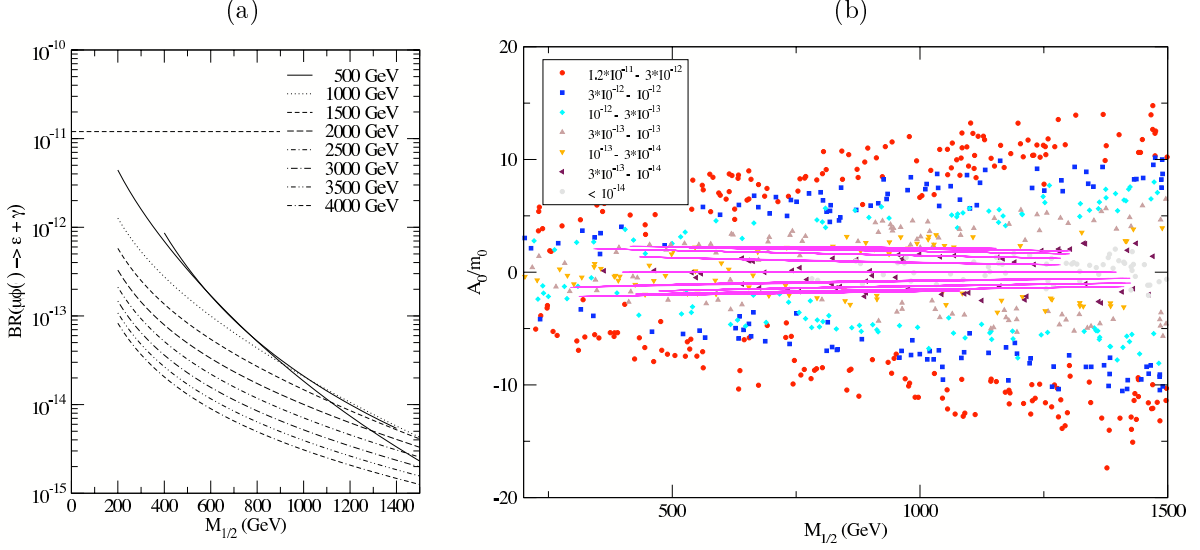 (a)
(b)
10^-10
10^-11
10^-12
10^-13
10^-14
10^-15
BR(μφ( ) --> ε + γ)
0 200 400 600 800 1000 1200 1400
M_1/2 (GeV)
500 GeV
1000 GeV
1500 GeV
2000 GeV
2500 GeV
3000 GeV
3500 GeV
4000 GeV
20
10
0
-10
-20
A_0/m_0
500 1000 1500
M_1/2 (GeV)
1.2*10^-11 - 3*10^-12
3*10^-12 - 10^-12
10^-12 - 3*10^-13
3*10^-13 - 10^-13
10^-13 - 3*10^-14
3*10^-13 - 10^-14
< 10^-14